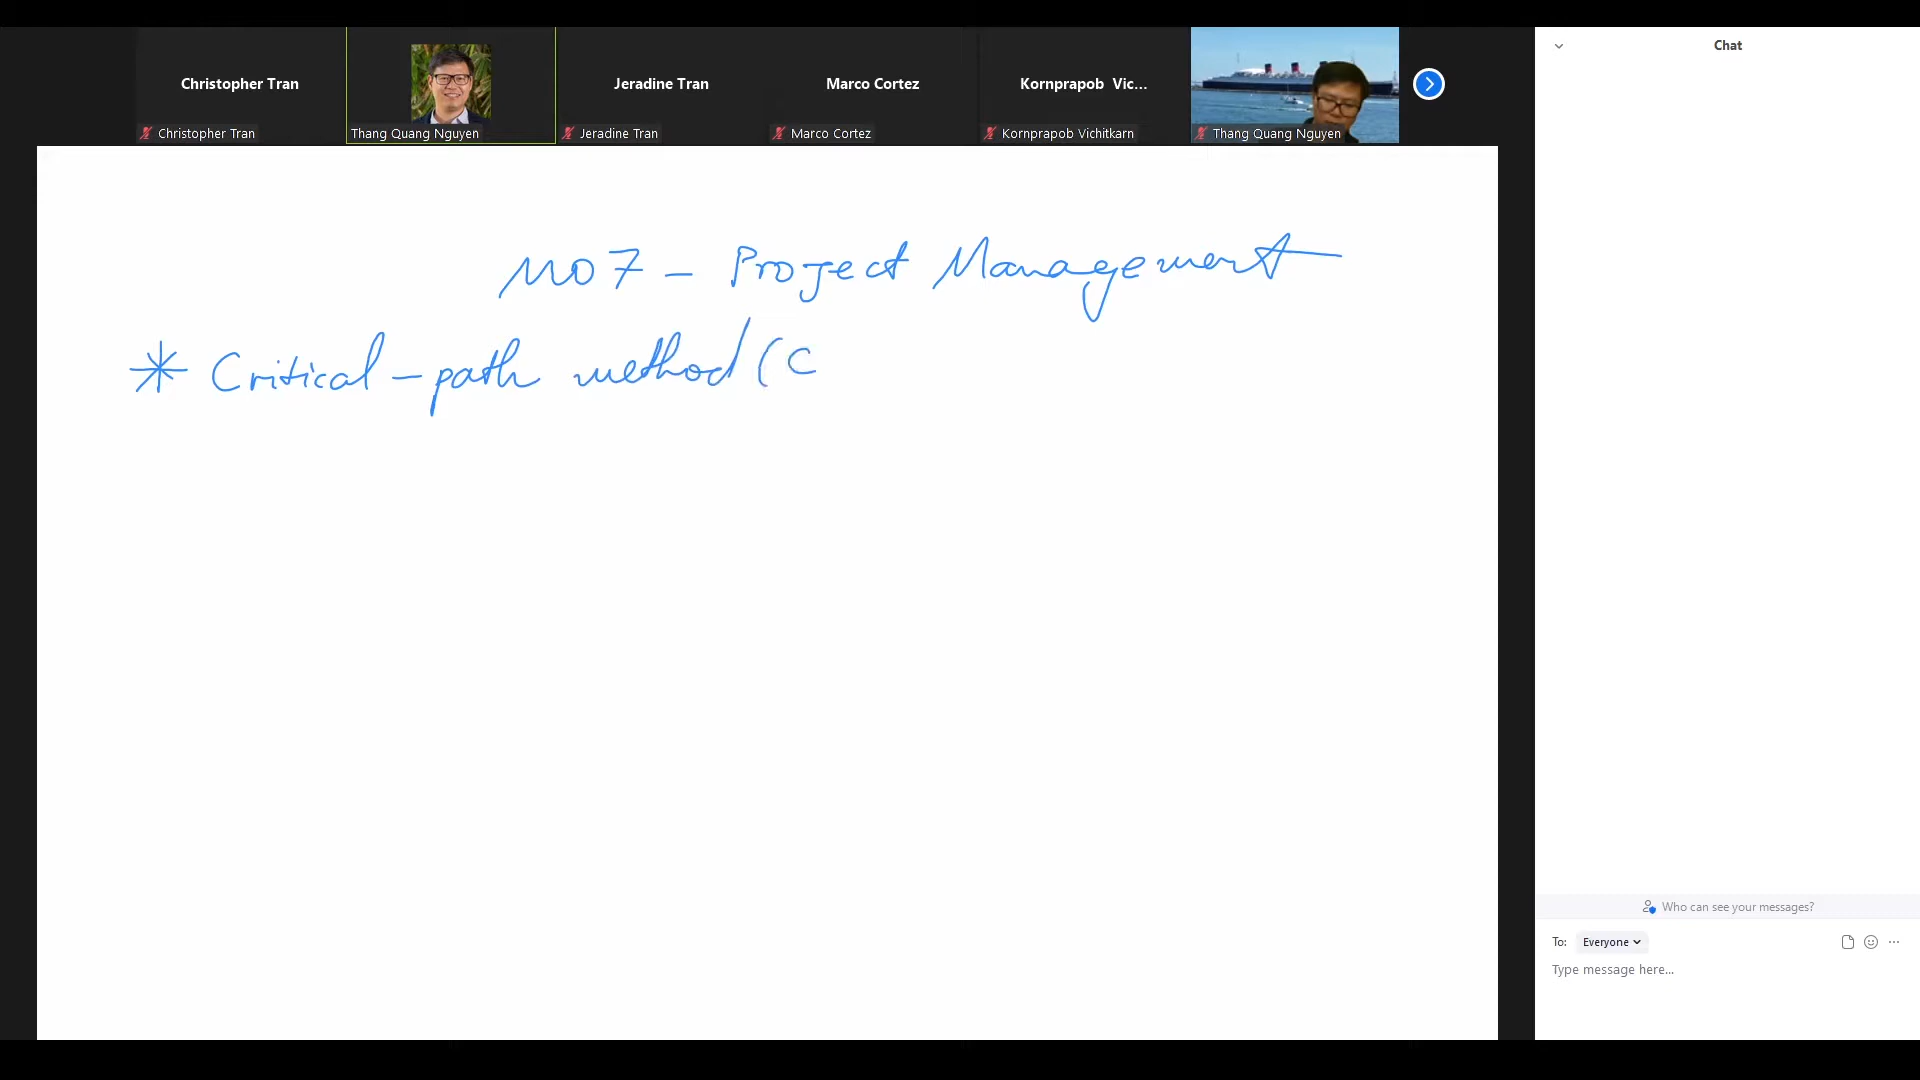 Chat
Christopher Tran
Jeradine Tran
Marco Cortez
Kornprapob Vic...
Christopher Tran
Thang Quang Nguyen
Jeradine Tran
Marco Cortez
Kornprapob Vichitkarn
Thang Quang Nguyen
M07 - Project Management
* Critical-path method (C
Who can see your messages?
To: Everyone
Type message here...